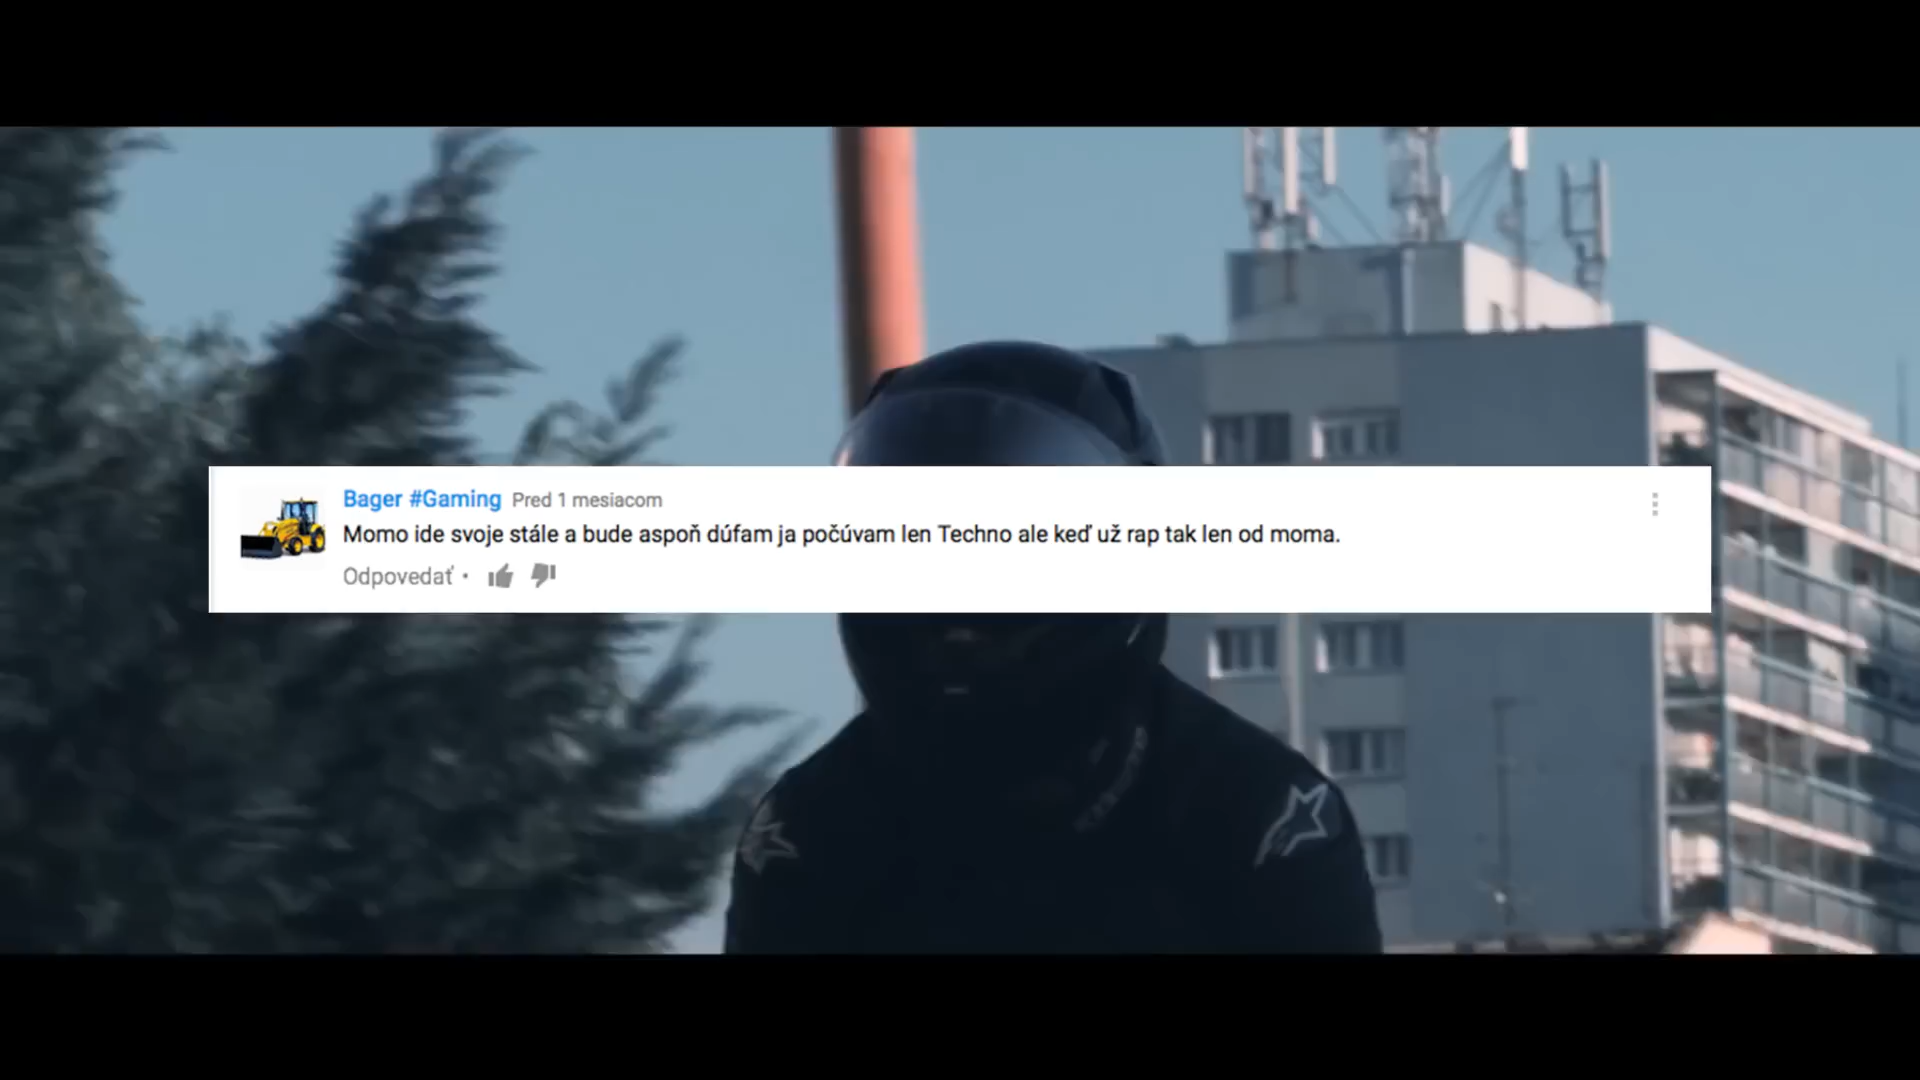 Bager #Gaming Pred 1 mesiacom
Momo ide svoje stále a bude aspoň dúfam ja počúvam len Techno ale keď už rap tak len od moma.
Odpovedať •